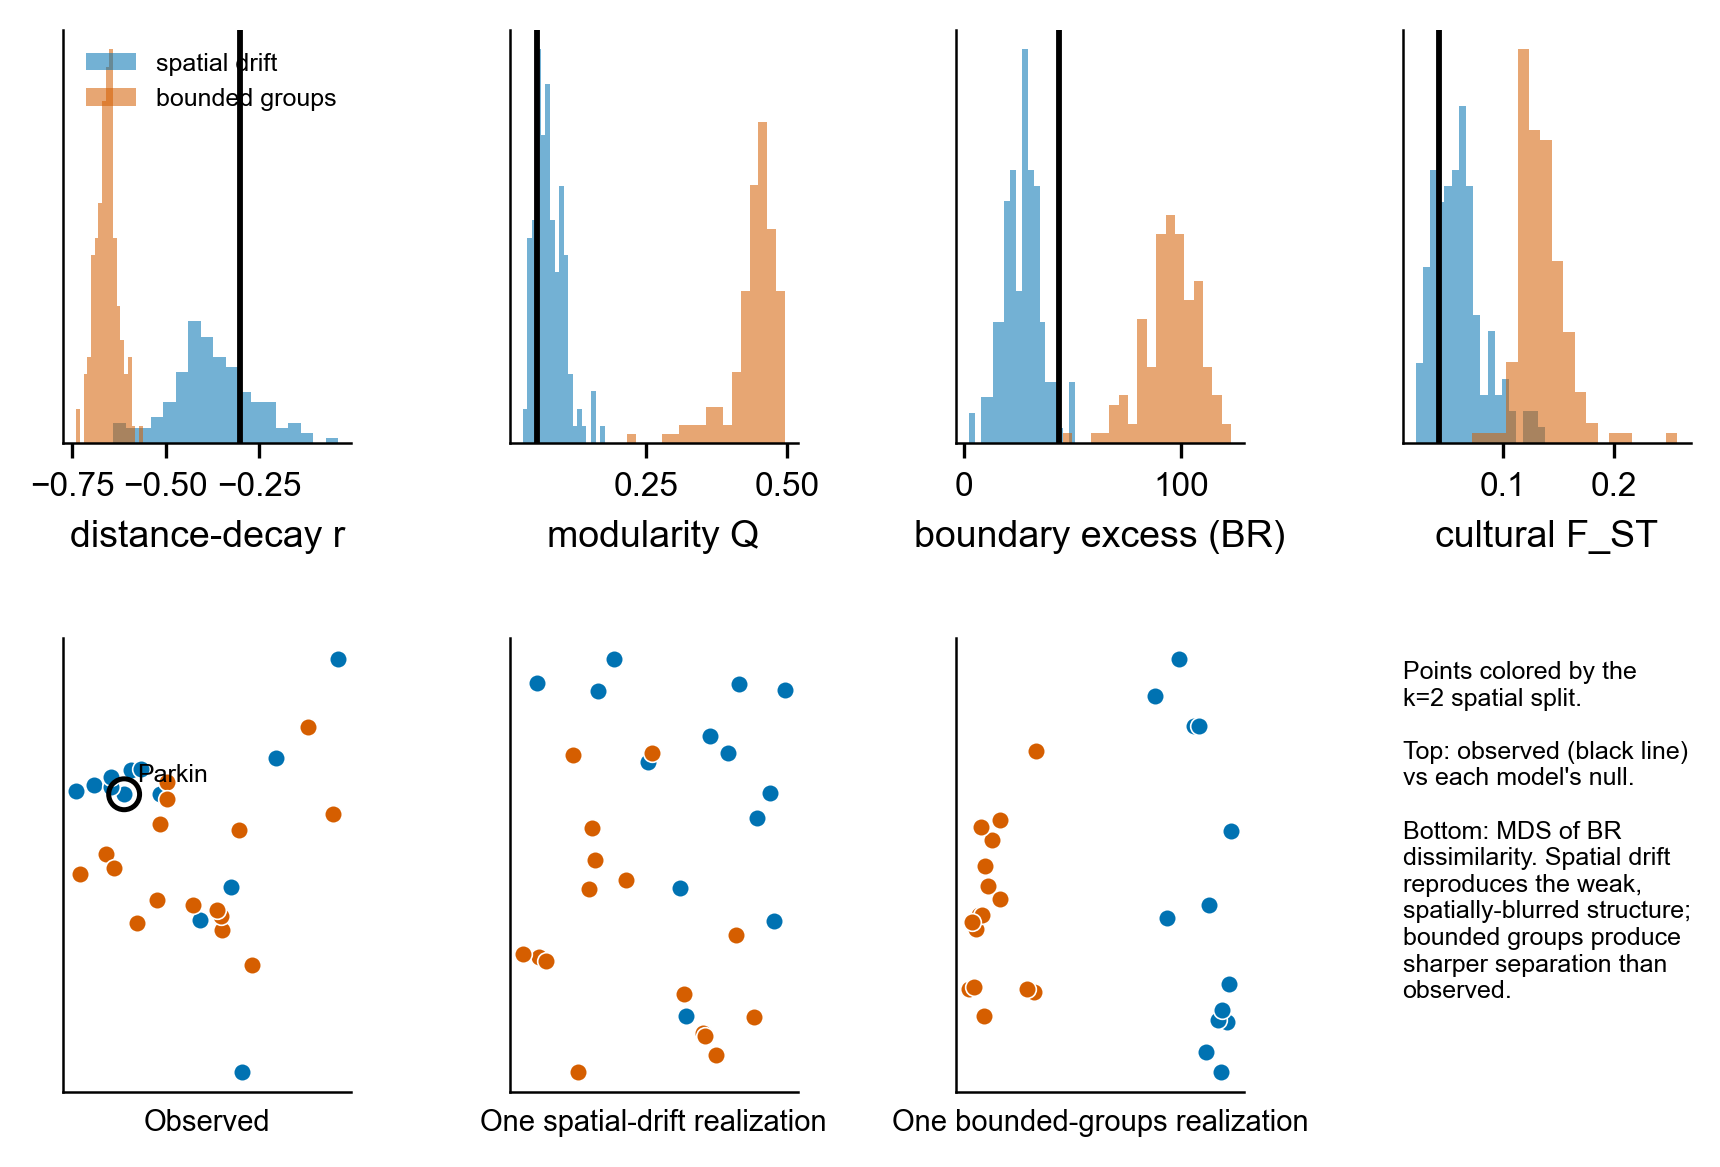 spatial drift
bounded groups
−0.75 −0.50 −0.25
distance-decay r
0.25 0.50
modularity Q
0 100
boundary excess (BR)
0.1 0.2
cultural F_ST
Parkin
Observed
One spatial-drift realization
One bounded-groups realization
Points colored by the
k=2 spatial split.
Top: observed (black line)
vs each model's null.
Bottom: MDS of BR
dissimilarity. Spatial drift
reproduces the weak,
spatially-blurred structure;
bounded groups produce
sharper separation than
observed.